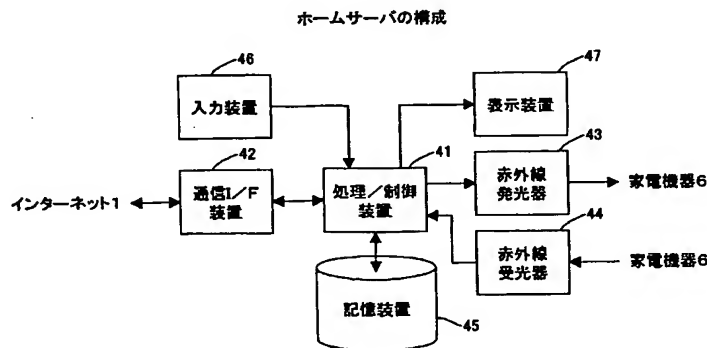 ホームサーバの構成
46
入力装置
47
表示装置
42
通信I/F
装置
41
処理/制御
装置
43
赤外線
発光器
44
赤外線
受光器
インターネット1
家電機器6
家電機器6
記憶装置
45